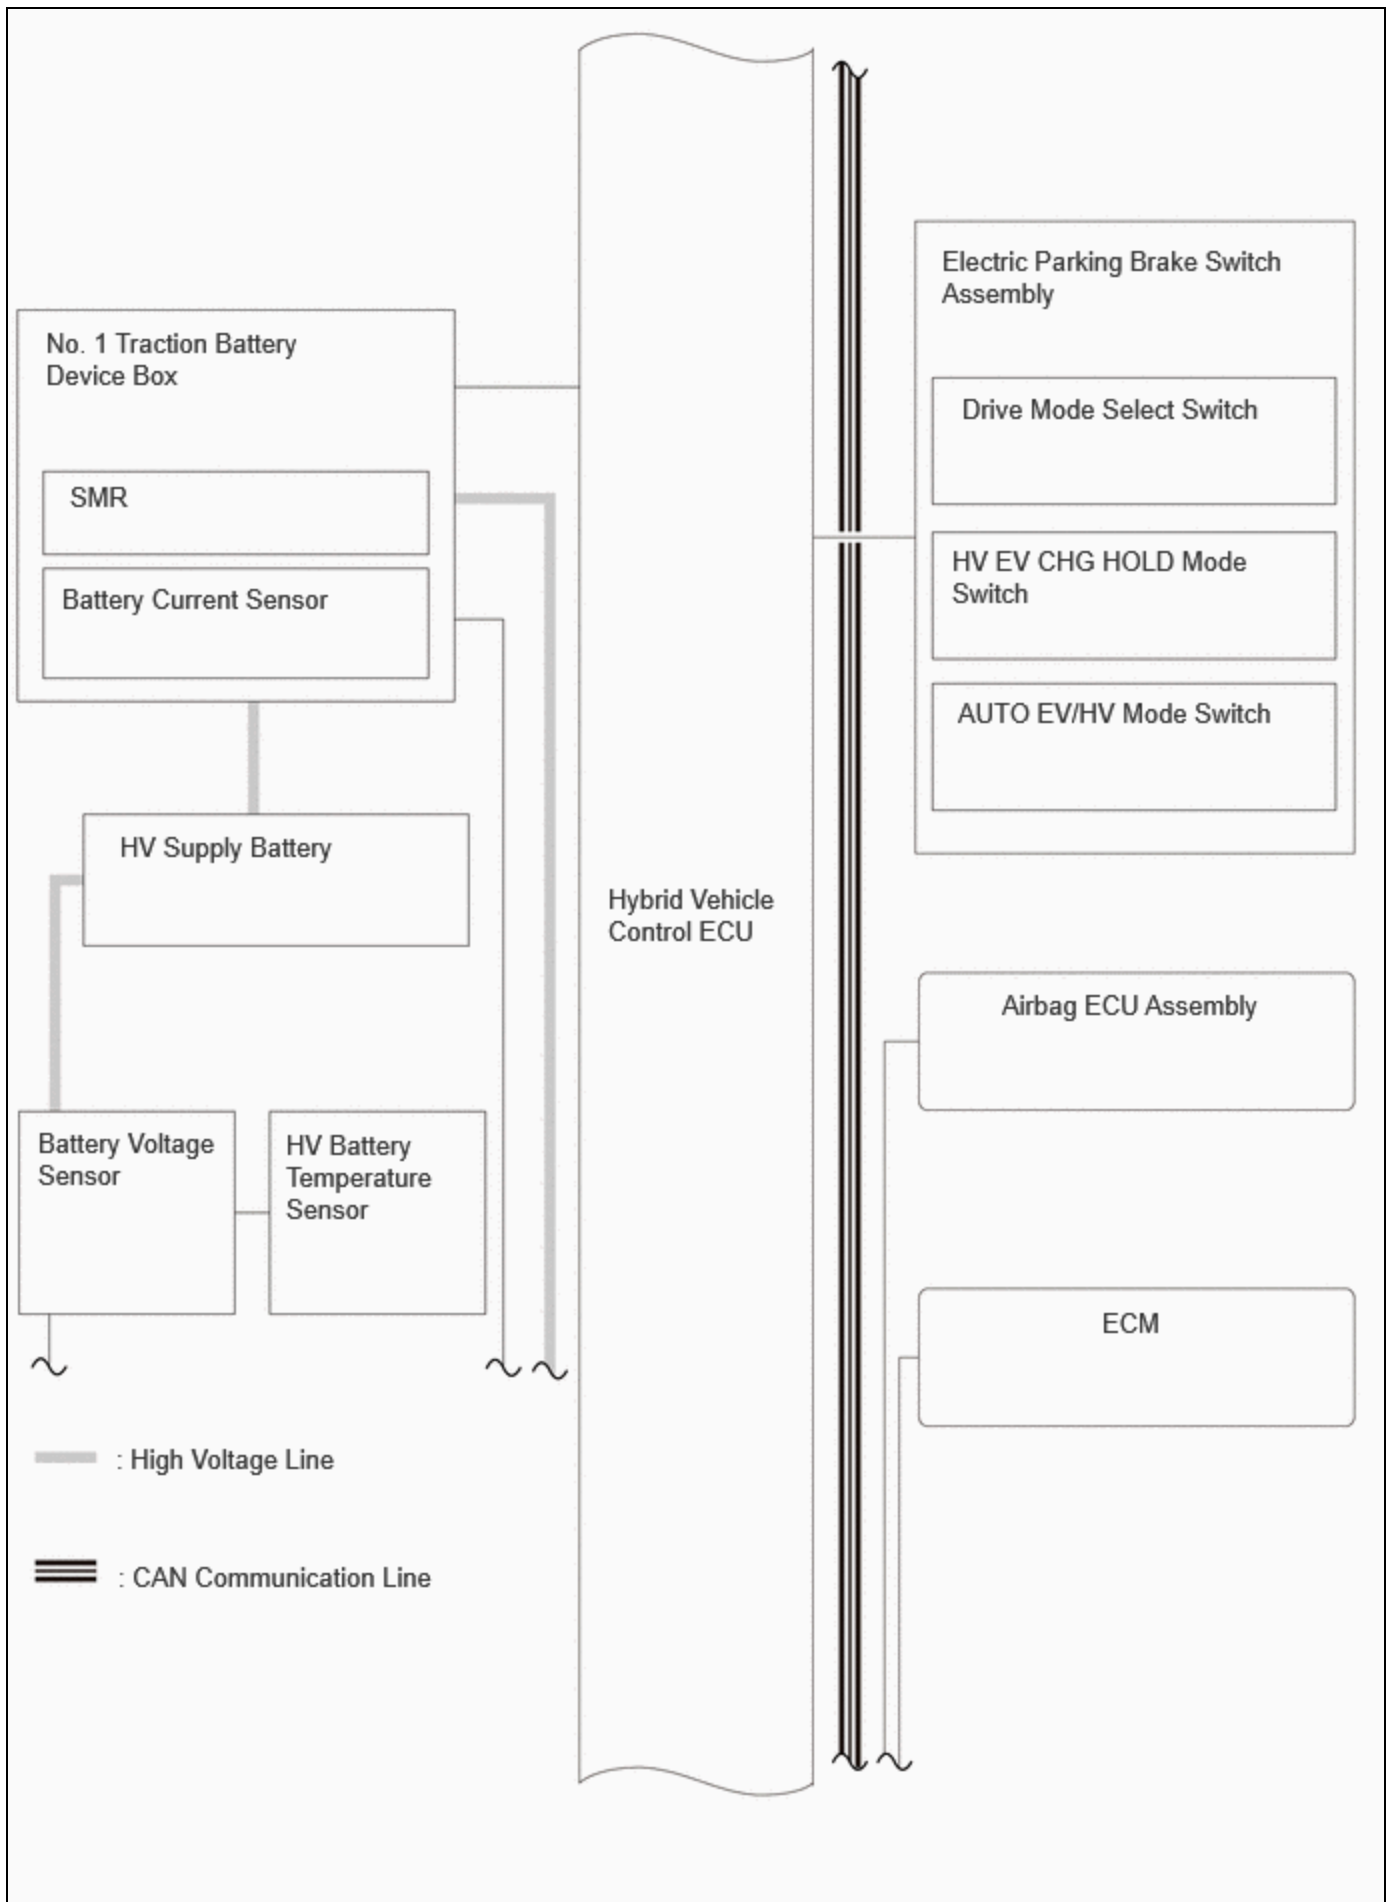 No. 1 Traction Battery
Device Box
SMR
Battery Current Sensor
HV Supply Battery
Battery Voltage
Sensor
HV Battery
Temperature
Sensor
: High Voltage Line
: CAN Communication Line
Hybrid Vehicle
Control ECU
Electric Parking Brake Switch
Assembly
Drive Mode Select Switch
HV EV CHG HOLD Mode
Switch
AUTO EV/HV Mode Switch
Airbag ECU Assembly
ECM